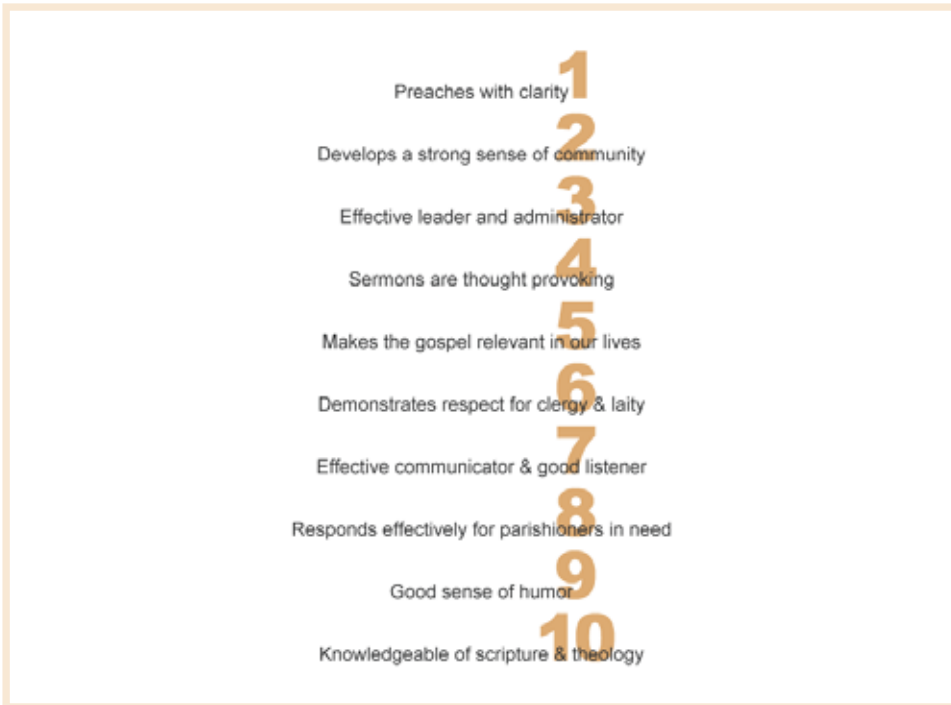 1
Preaches with clarity
2
Develops a strong sense of community
3
Effective leader and administrator
4
Sermons are thought provoking
5
Makes the gospel relevant in our lives
6
Demonstrates respect for clergy & laity
7
Effective communicator & good listener
8
Responds effectively for parishioners in need
9
Good sense of humor
10
Knowledgeable of scripture & theology